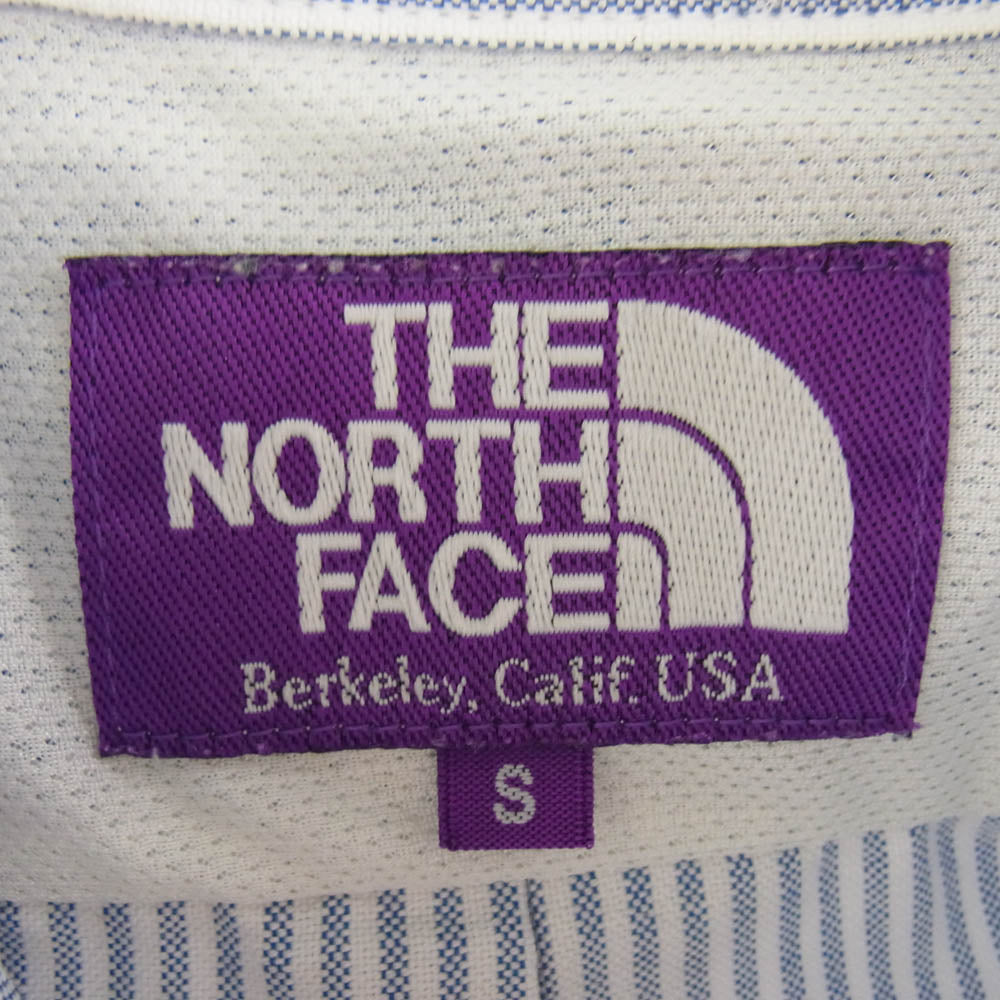 THE
NORTH
FACE
Berkeley, Calif. USA
S